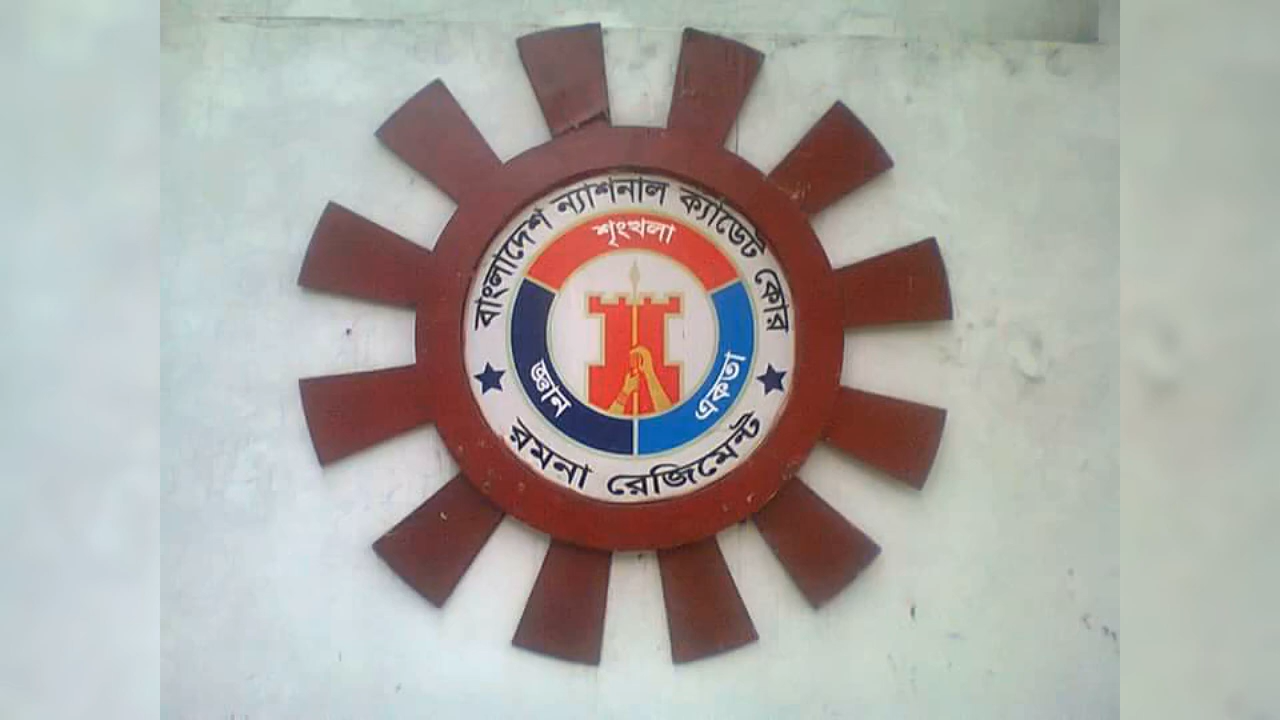 বাংলাদেশ ন্যাশনাল ক্যাডেট কোর
শৃংখলা
জ্ঞান
একতা
রমনা রেজিমেন্ট